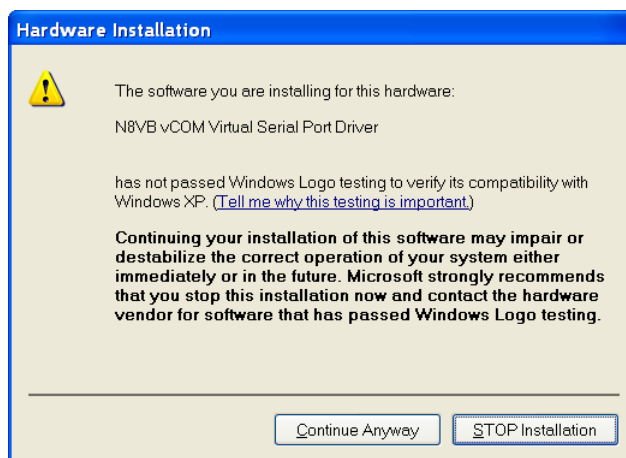 Hardware Installation
The software you are installing for this hardware:
N8VB vCOM Virtual Serial Port Driver
has not passed Windows Logo testing to verify its compatibility with
Windows XP. (Tell me why this testing is important.)
Continuing your installation of this software may impair or
destabilize the correct operation of your system either
immediately or in the future. Microsoft strongly recommends
that you stop this installation now and contact the hardware
vendor for software that has passed Windows Logo testing.
Continue Anyway
STOP Installation